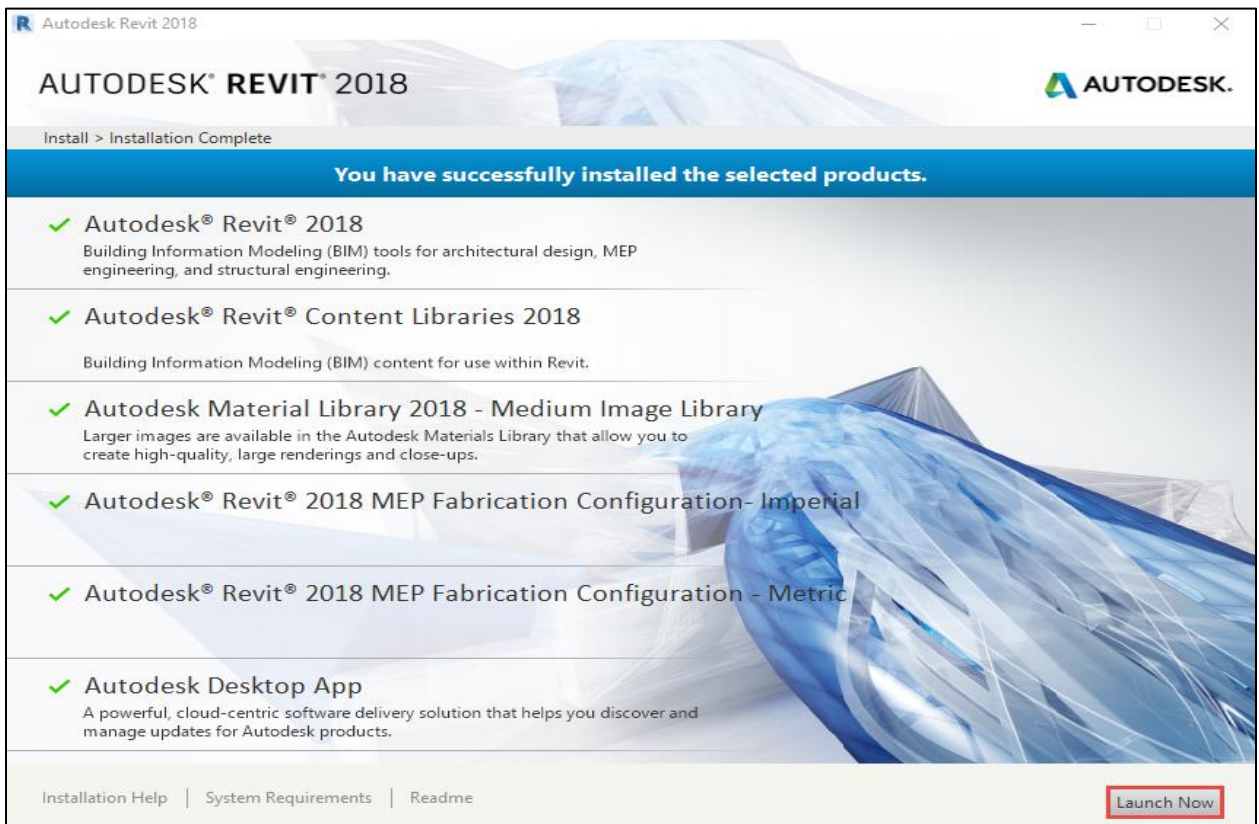 Autodesk Revit 2018
AUTODESK® REVIT® 2018
AUTODESK.
Install > Installation Complete
You have successfully installed the selected products.
Autodesk® Revit® 2018
Building Information Modeling (BIM) tools for architectural design, MEP
engineering, and structural engineering.
Autodesk® Revit® Content Libraries 2018
Building Information Modeling (BIM) content for use within Revit.
Autodesk Material Library 2018 - Medium Image Library
Larger images are available in the Autodesk Materials Library that allow you to
create high-quality, large renderings and close-ups.
Autodesk® Revit® 2018 MEP Fabrication Configuration- Imperial
Autodesk® Revit® 2018 MEP Fabrication Configuration - Metric
Autodesk Desktop App
A powerful, cloud-centric software delivery solution that helps you discover and
manage updates for Autodesk products.
Installation Help | System Requirements | Readme
Launch Now